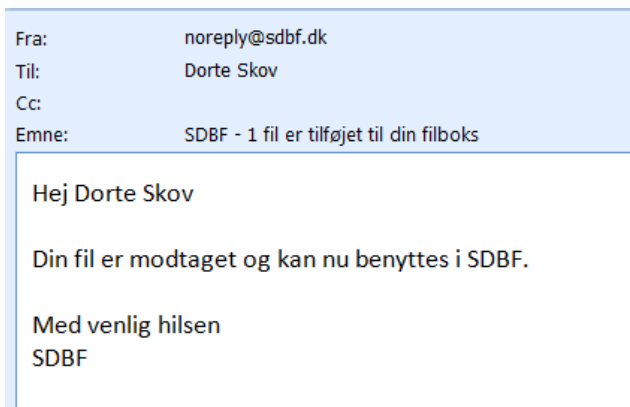 Fra: noreply@sdbf.dk
Til: Dorte Skov
Cc:
Emne: SDBF - 1 fil er tilføjet til din filboks
Hej Dorte Skov
Din fil er modtaget og kan nu benyttes i SDBF.
Med venlig hilsen
SDBF